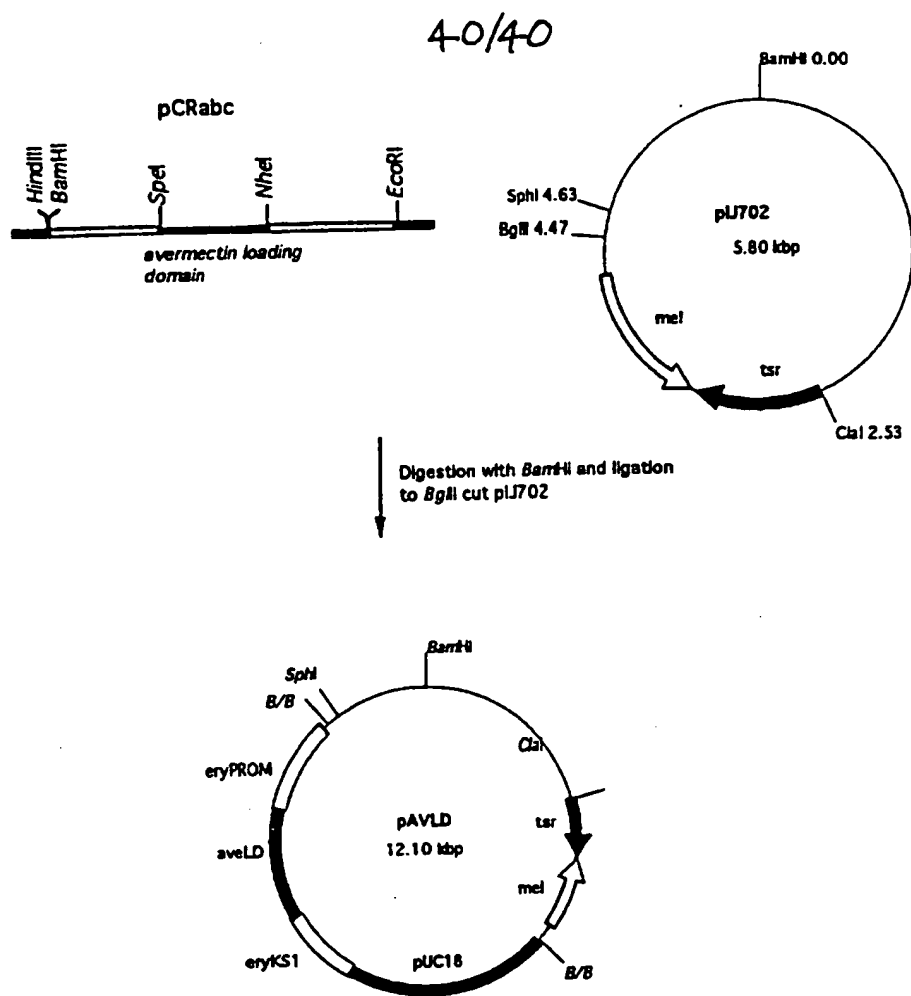 40/40
pCRabc
HindIII
BamHI
SpeI
NheI
EcoRI
avermectin loading
domain
BamHI 0.00
SphI 4.63
BglII 4.47
pIJ702
5.80 kbp
mel
tsr
ClaI 2.53
Digestion with BamHI and ligation
to BglII cut pIJ702
BamHI
SphI
B/B
ClaI
eryPROM
aveLD
eryKS1
pAVLD
12.10 kbp
tsr
mel
pUC18
B/B